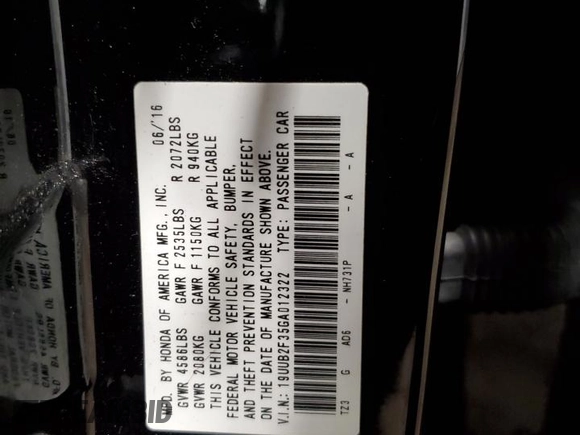 MFD. BY HONDA OF AMERICA MFG., INC. 06/'16
GVWR 4586LBS GAWR F 2535LBS R 2072LBS
GVWR 2080KG GAWR F 1150KG R 940KG
THIS VEHICLE CONFORMS TO ALL APPLICABLE
FEDERAL MOTOR VEHICLE SAFETY, BUMPER,
AND THEFT PREVENTION STANDARDS IN EFFECT
ON THE DATE OF MANUFACTURE SHOWN ABOVE.
V.I.N.: 19UUB2F35GA012322 TYPE: PASSENGER CAR
TZ3 G AD6 - NH731P - A - A